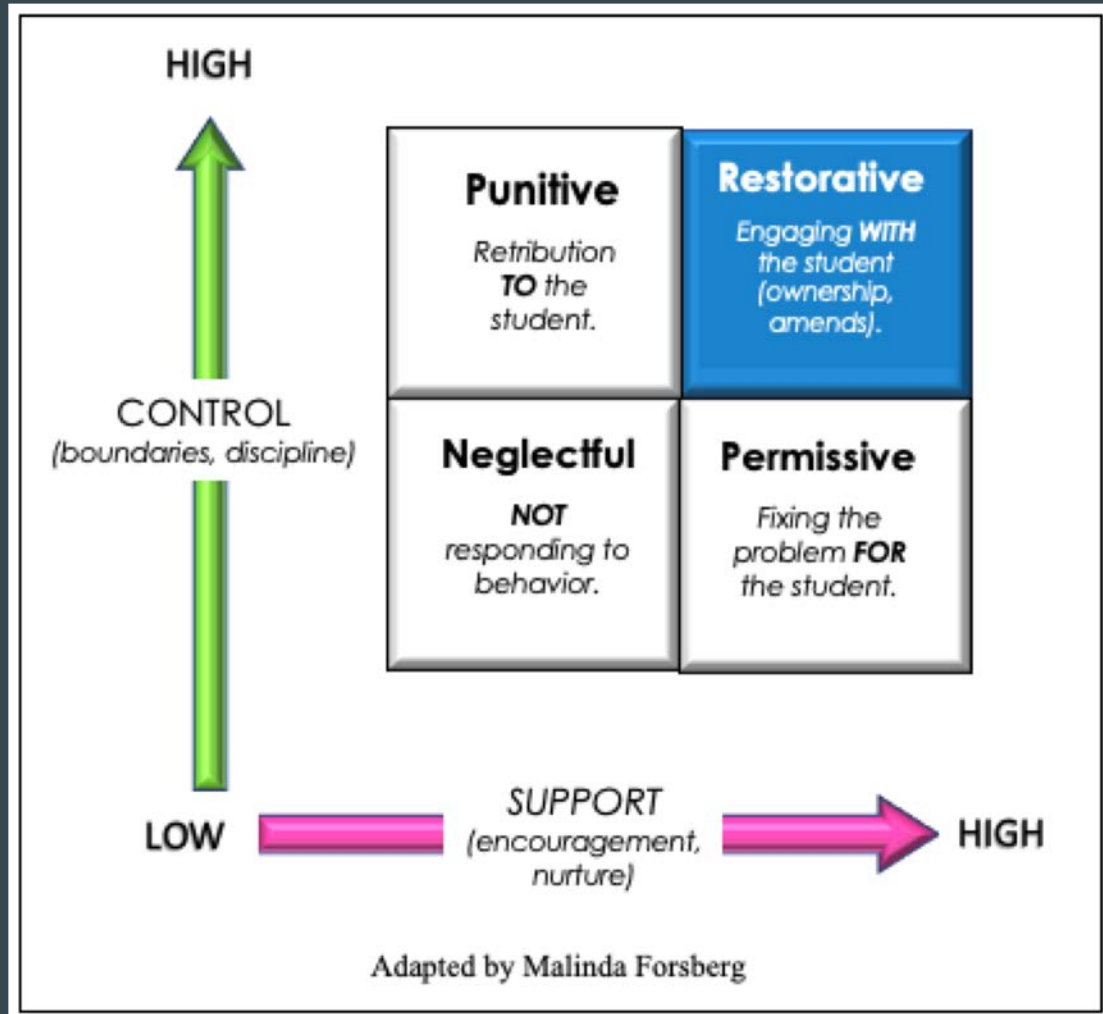 HIGH
Punitive
Retribution
TO the
student.
Restorative
Engaging WITH
the student
(ownership,
amends).
CONTROL
(boundaries, discipline)
Neglectful
NOT
responding to
behavior.
Permissive
Fixing the
problem FOR
the student.
LOW
SUPPORT
(encouragement,
nurture)
HIGH
Adapted by Malinda Forsberg